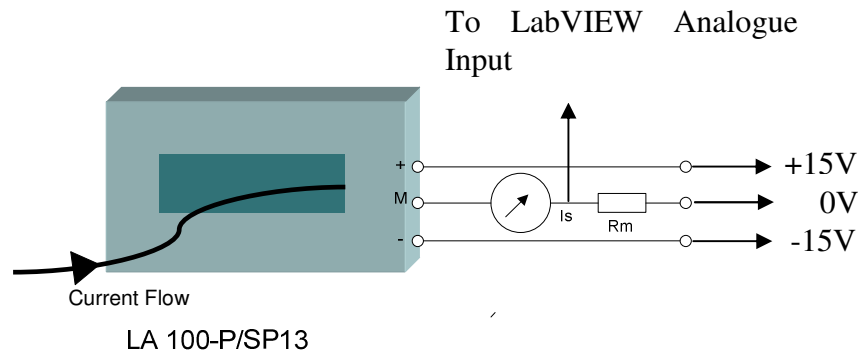 To LabVIEW Analogue
Input
+
+15V
M
Is
Rm
0V
-
-15V
Current Flow
LA 100-P/SP13